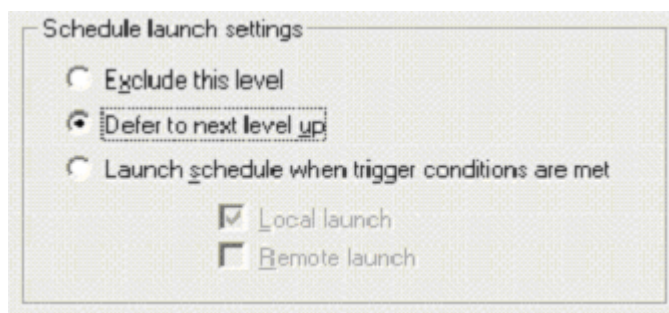 Schedule launch settings
Exclude this level
Defer to next level up
Launch schedule when trigger conditions are met
Local launch
Remote launch